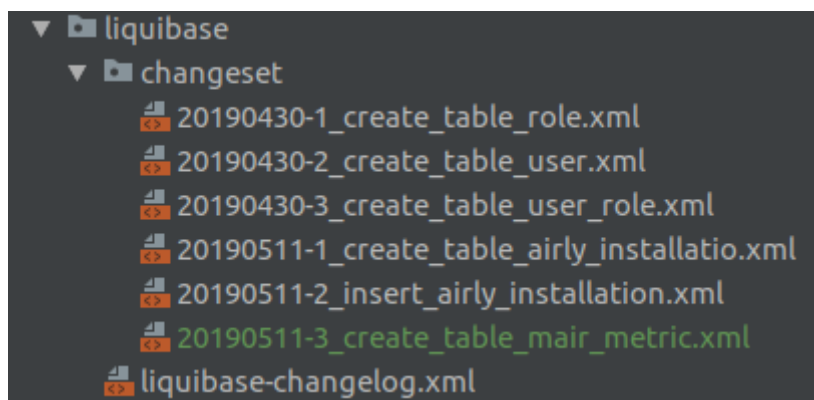 liquibase
changeset
20190430-1_create_table_role.xml
20190430-2_create_table_user.xml
20190430-3_create_table_user_role.xml
20190511-1_create_table_airly_installatio.xml
20190511-2_insert_airly_installation.xml
20190511-3_create_table_mair_metric.xml
liquibase-changelog.xml